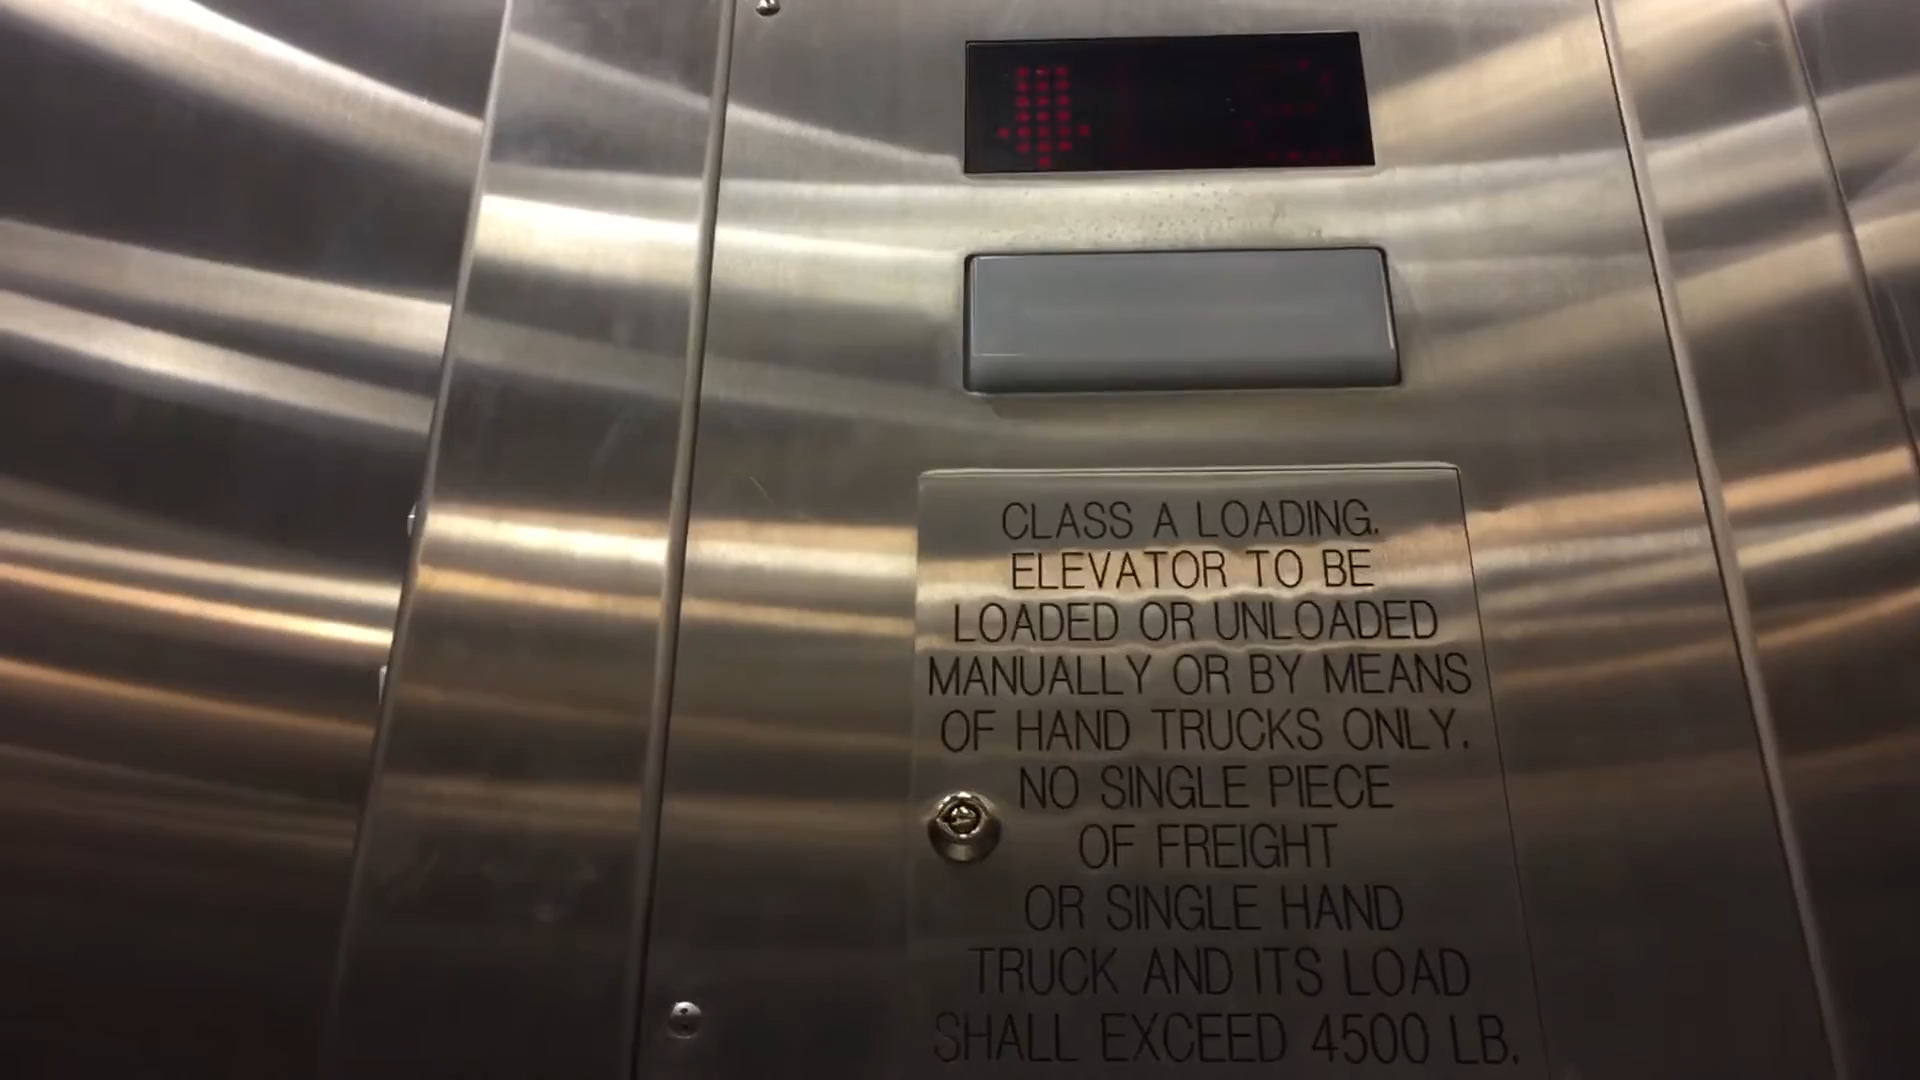 CLASS A LOADING.
ELEVATOR TO BE
LOADED OR UNLOADED
MANUALLY OR BY MEANS
OF HAND TRUCKS ONLY.
NO SINGLE PIECE
OF FREIGHT
OR SINGLE HAND
TRUCK AND ITS LOAD
SHALL EXCEED 4500 LB.